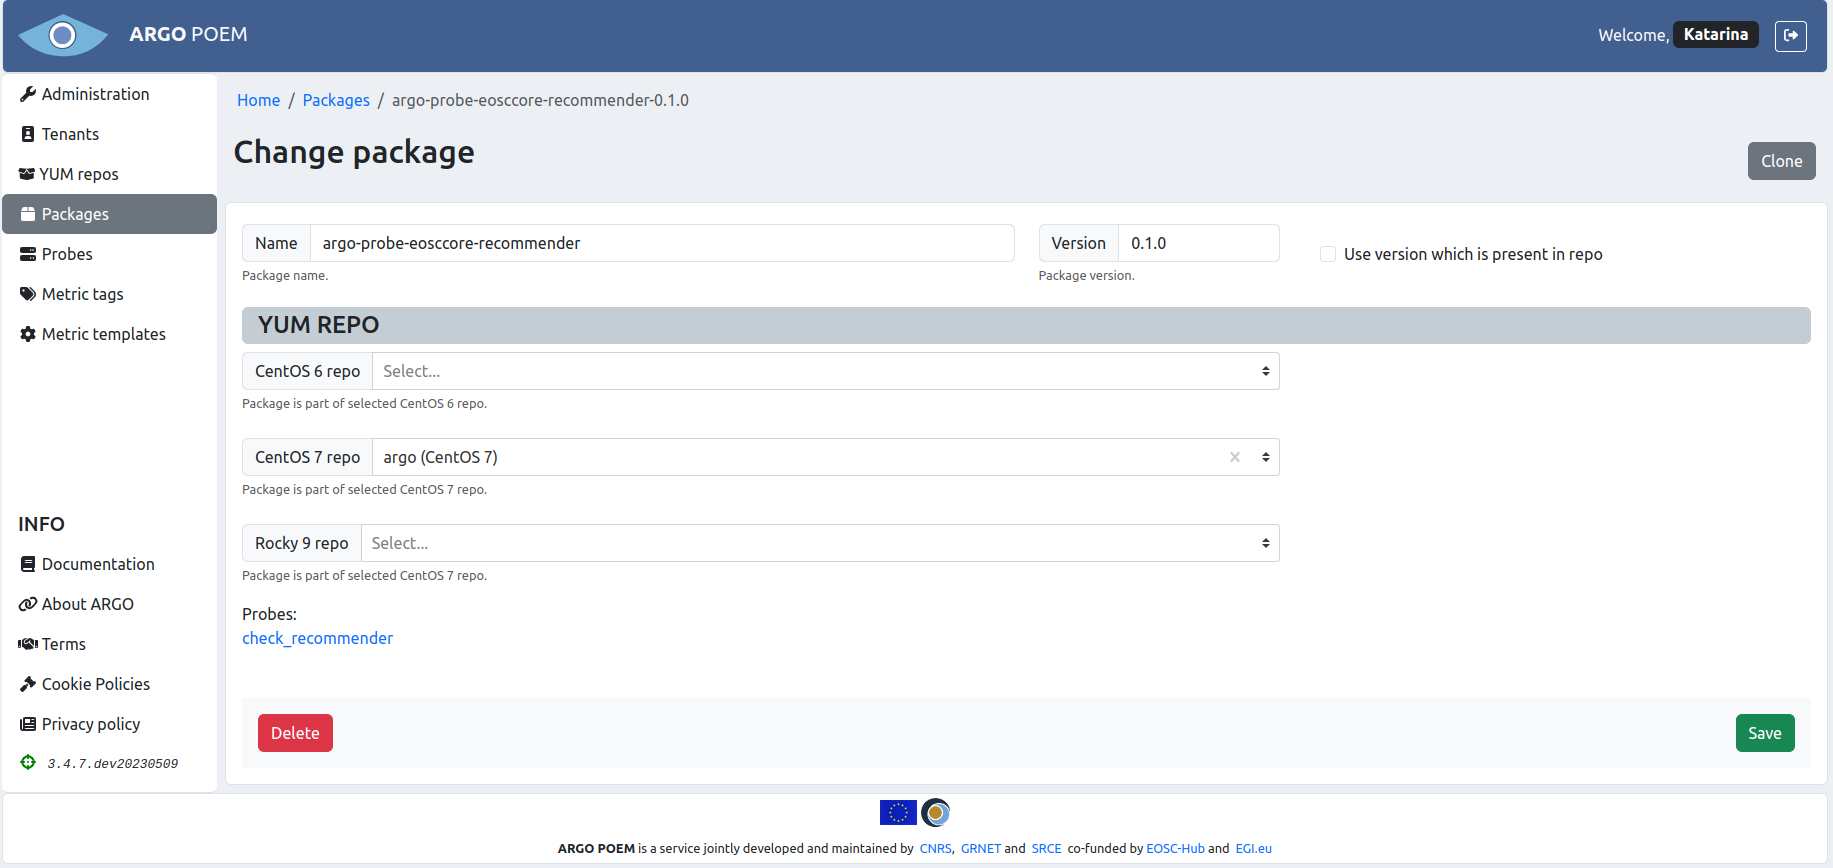 ARGO POEM
Welcome, Katarina
Administration
Tenants
YUM repos
Packages
Probes
Metric tags
Metric templates
INFO
Documentation
About ARGO
Terms
Cookie Policies
Privacy policy
3.4.7.dev20230509
Home / Packages / argo-probe-eosccore-recommender-0.1.0
Change package
Clone
Name argo-probe-eosccore-recommender
Package name.
Version 0.1.0
Package version.
Use version which is present in repo
YUM REPO
CentOS 6 repo Select...
Package is part of selected CentOS 6 repo.
CentOS 7 repo argo (CentOS 7)
Package is part of selected CentOS 7 repo.
Rocky 9 repo Select...
Package is part of selected CentOS 7 repo.
Probes:
check_recommender
Delete
Save
ARGO POEM is a service jointly developed and maintained by CNRS, GRNET and SRCE co-funded by EOSC-Hub and EGI.eu